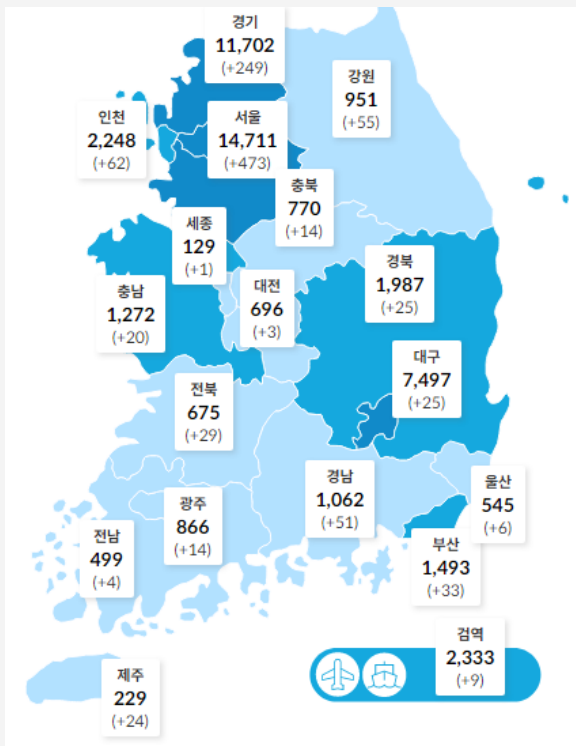 경기
11,702
(+249)
강원
951
(+55)
인천
2,248
(+62)
서울
14,711
(+473)
충북
770
(+14)
세종
129
(+1)
경북
1,987
(+25)
대전
696
(+3)
충남
1,272
(+20)
대구
7,497
(+25)
전북
675
(+29)
경남
1,062
(+51)
울산
545
(+6)
광주
866
(+14)
전남
499
(+4)
부산
1,493
(+33)
검역
2,333
(+9)
제주
229
(+24)